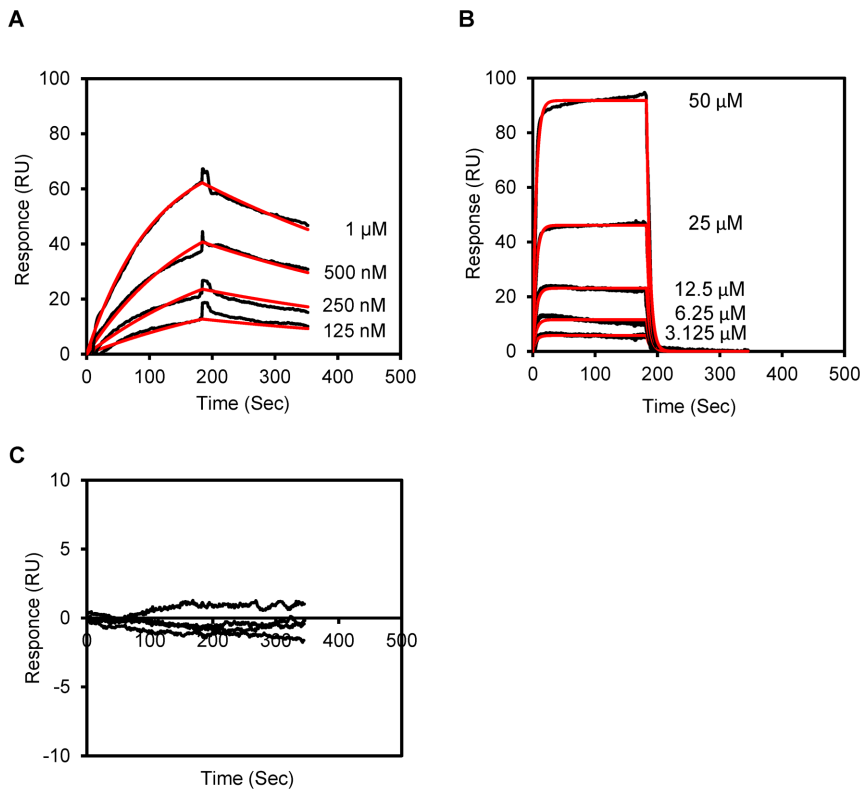 A
100
80
60
40
20
0
Responce (RU)
1 µM
500 nM
250 nM
125 nM
0 100 200 300 400 500
Time (Sec)
B
100
80
60
40
20
0
Response (RU)
50 µM
25 µM
12.5 µM
6.25 µM
3.125 µM
0 100 200 300 400 500
Time (Sec)
C
10
5
0
-5
-10
Responce (RU)
0 100 200 300 400 500
Time (Sec)